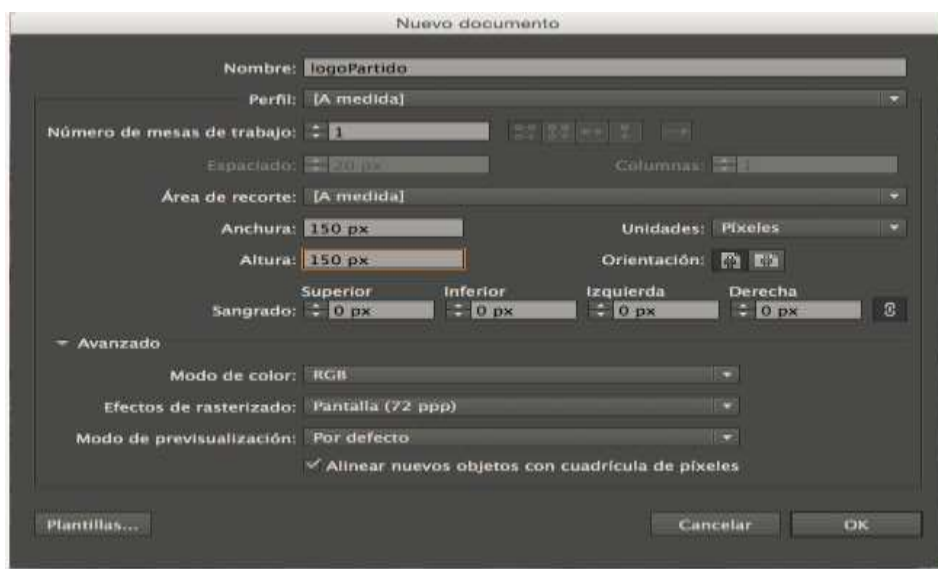 Nuevo documento
Nombre: logoPartido
Perfil: [A medida]
Número de mesas de trabajo: 1
Espaciado: 20 px Columnas: 1
Área de recorte: [A medida]
Anchura: 150 px Unidades: Píxeles
Altura: 150 px Orientación:
Superior Inferior Izquierda Derecha
Sangrado: 0 px 0 px 0 px 0 px
Avanzado
Modo de color: RGB
Efectos de rasterizado: Pantalla (72 ppp)
Modo de previsualización: Por defecto
Alinear nuevos objetos con cuadrícula de píxeles
Plantillas... Cancelar OK